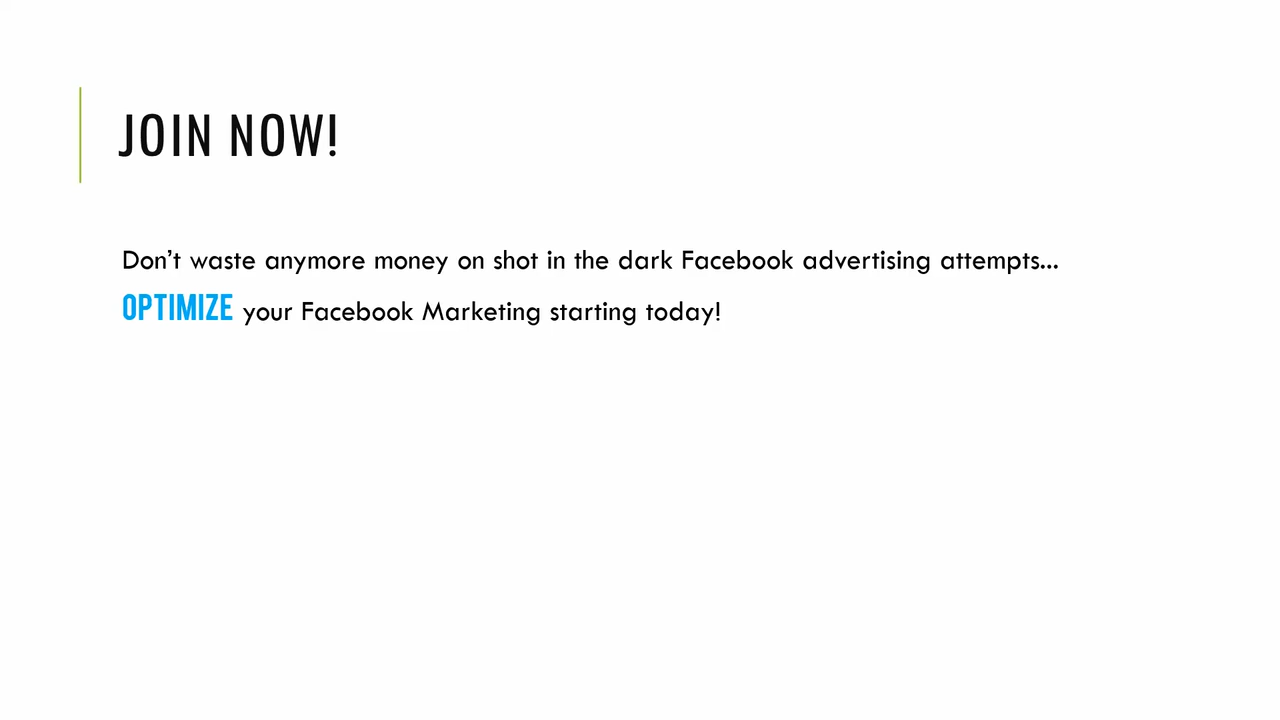 JOIN NOW!
Don’t waste anymore money on shot in the dark Facebook advertising attempts...
OPTIMIZE your Facebook Marketing starting today!